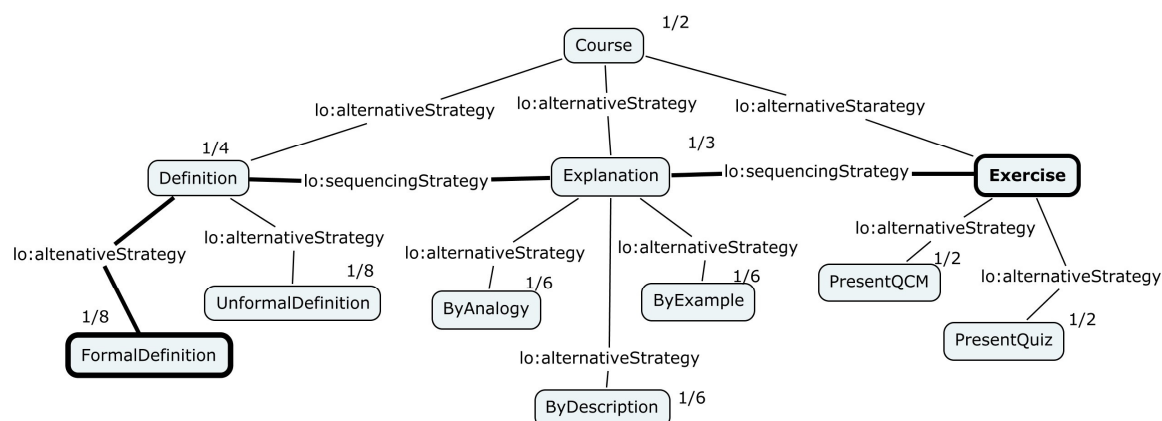 1/2
Course
lo:alternativeStrategy
lo:alternativeStrategy
lo:alternativeStarategy
1/4
1/3
Definition
lo:sequencingStrategy
Explanation
lo:sequencingStrategy
Exercise
lo:altenativeStrategy
lo:alternativeStrategy
lo:alternativeStrategy
lo:alternativeStrategy
lo:alternativeStrategy
1/8
UnformalDefinition
1/6
ByAnalogy
1/6
ByExample
1/2
PresentQCM
lo:alternativeStrategy
1/8
FormalDefinition
1/2
PresentQuiz
lo:alternativeStrategy
ByDescription
1/6